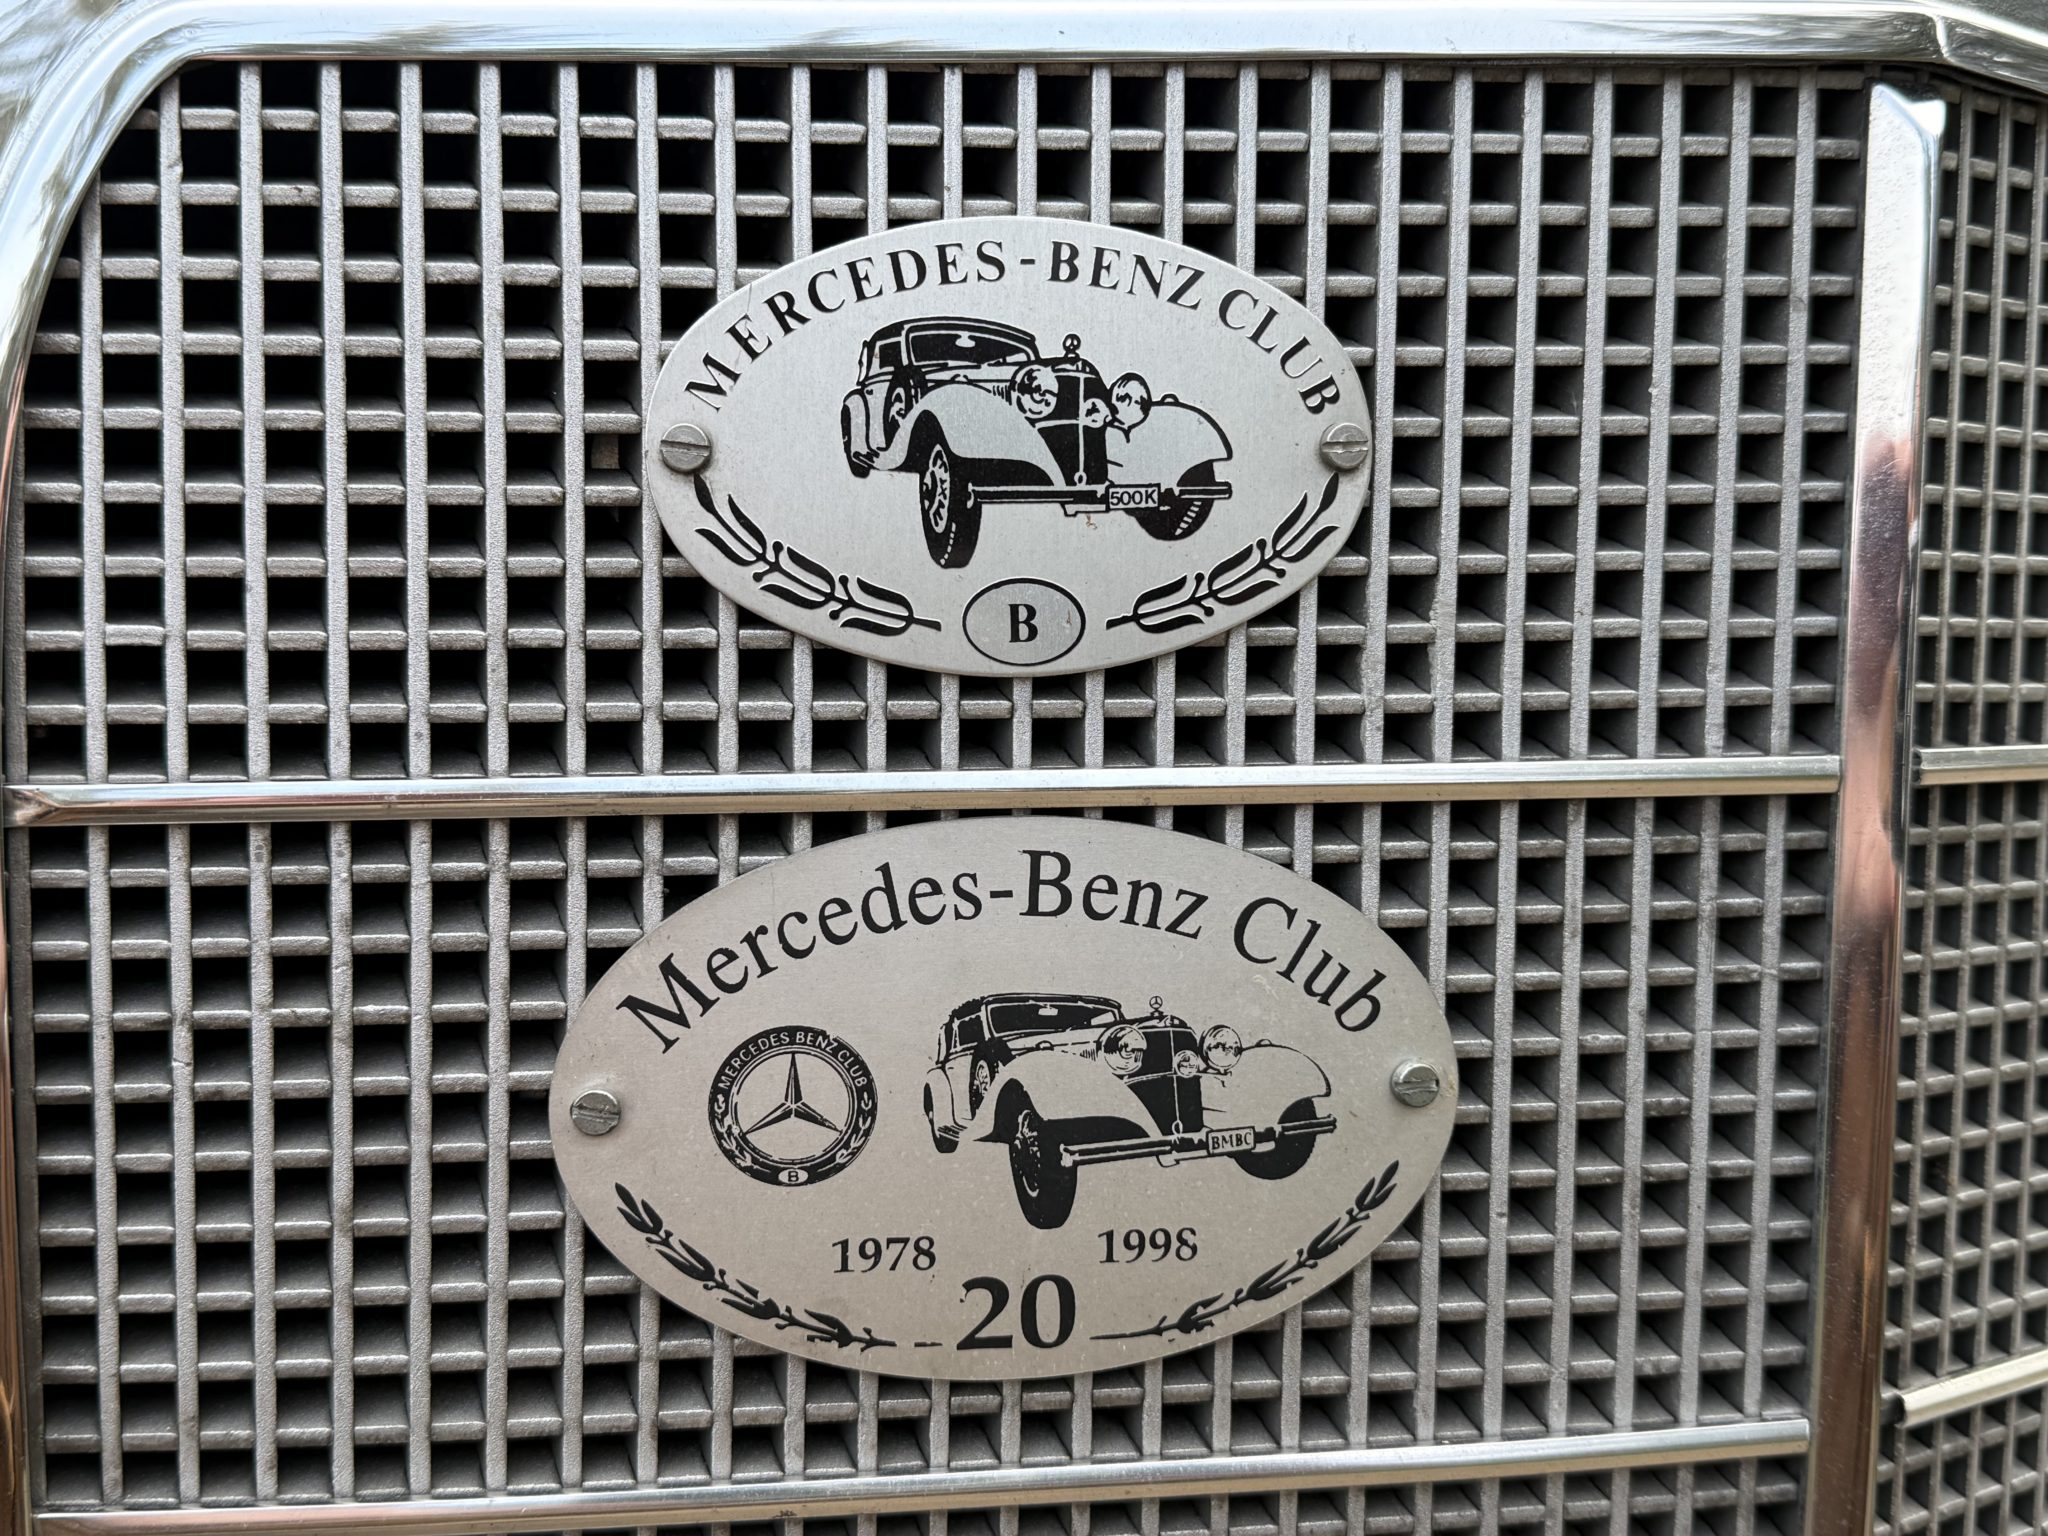 MERCEDES-BENZ CLUB
500K
B
Mercedes-Benz Club
MERCEDES BENZ CLUB
B
BMBC
1978 1998
20